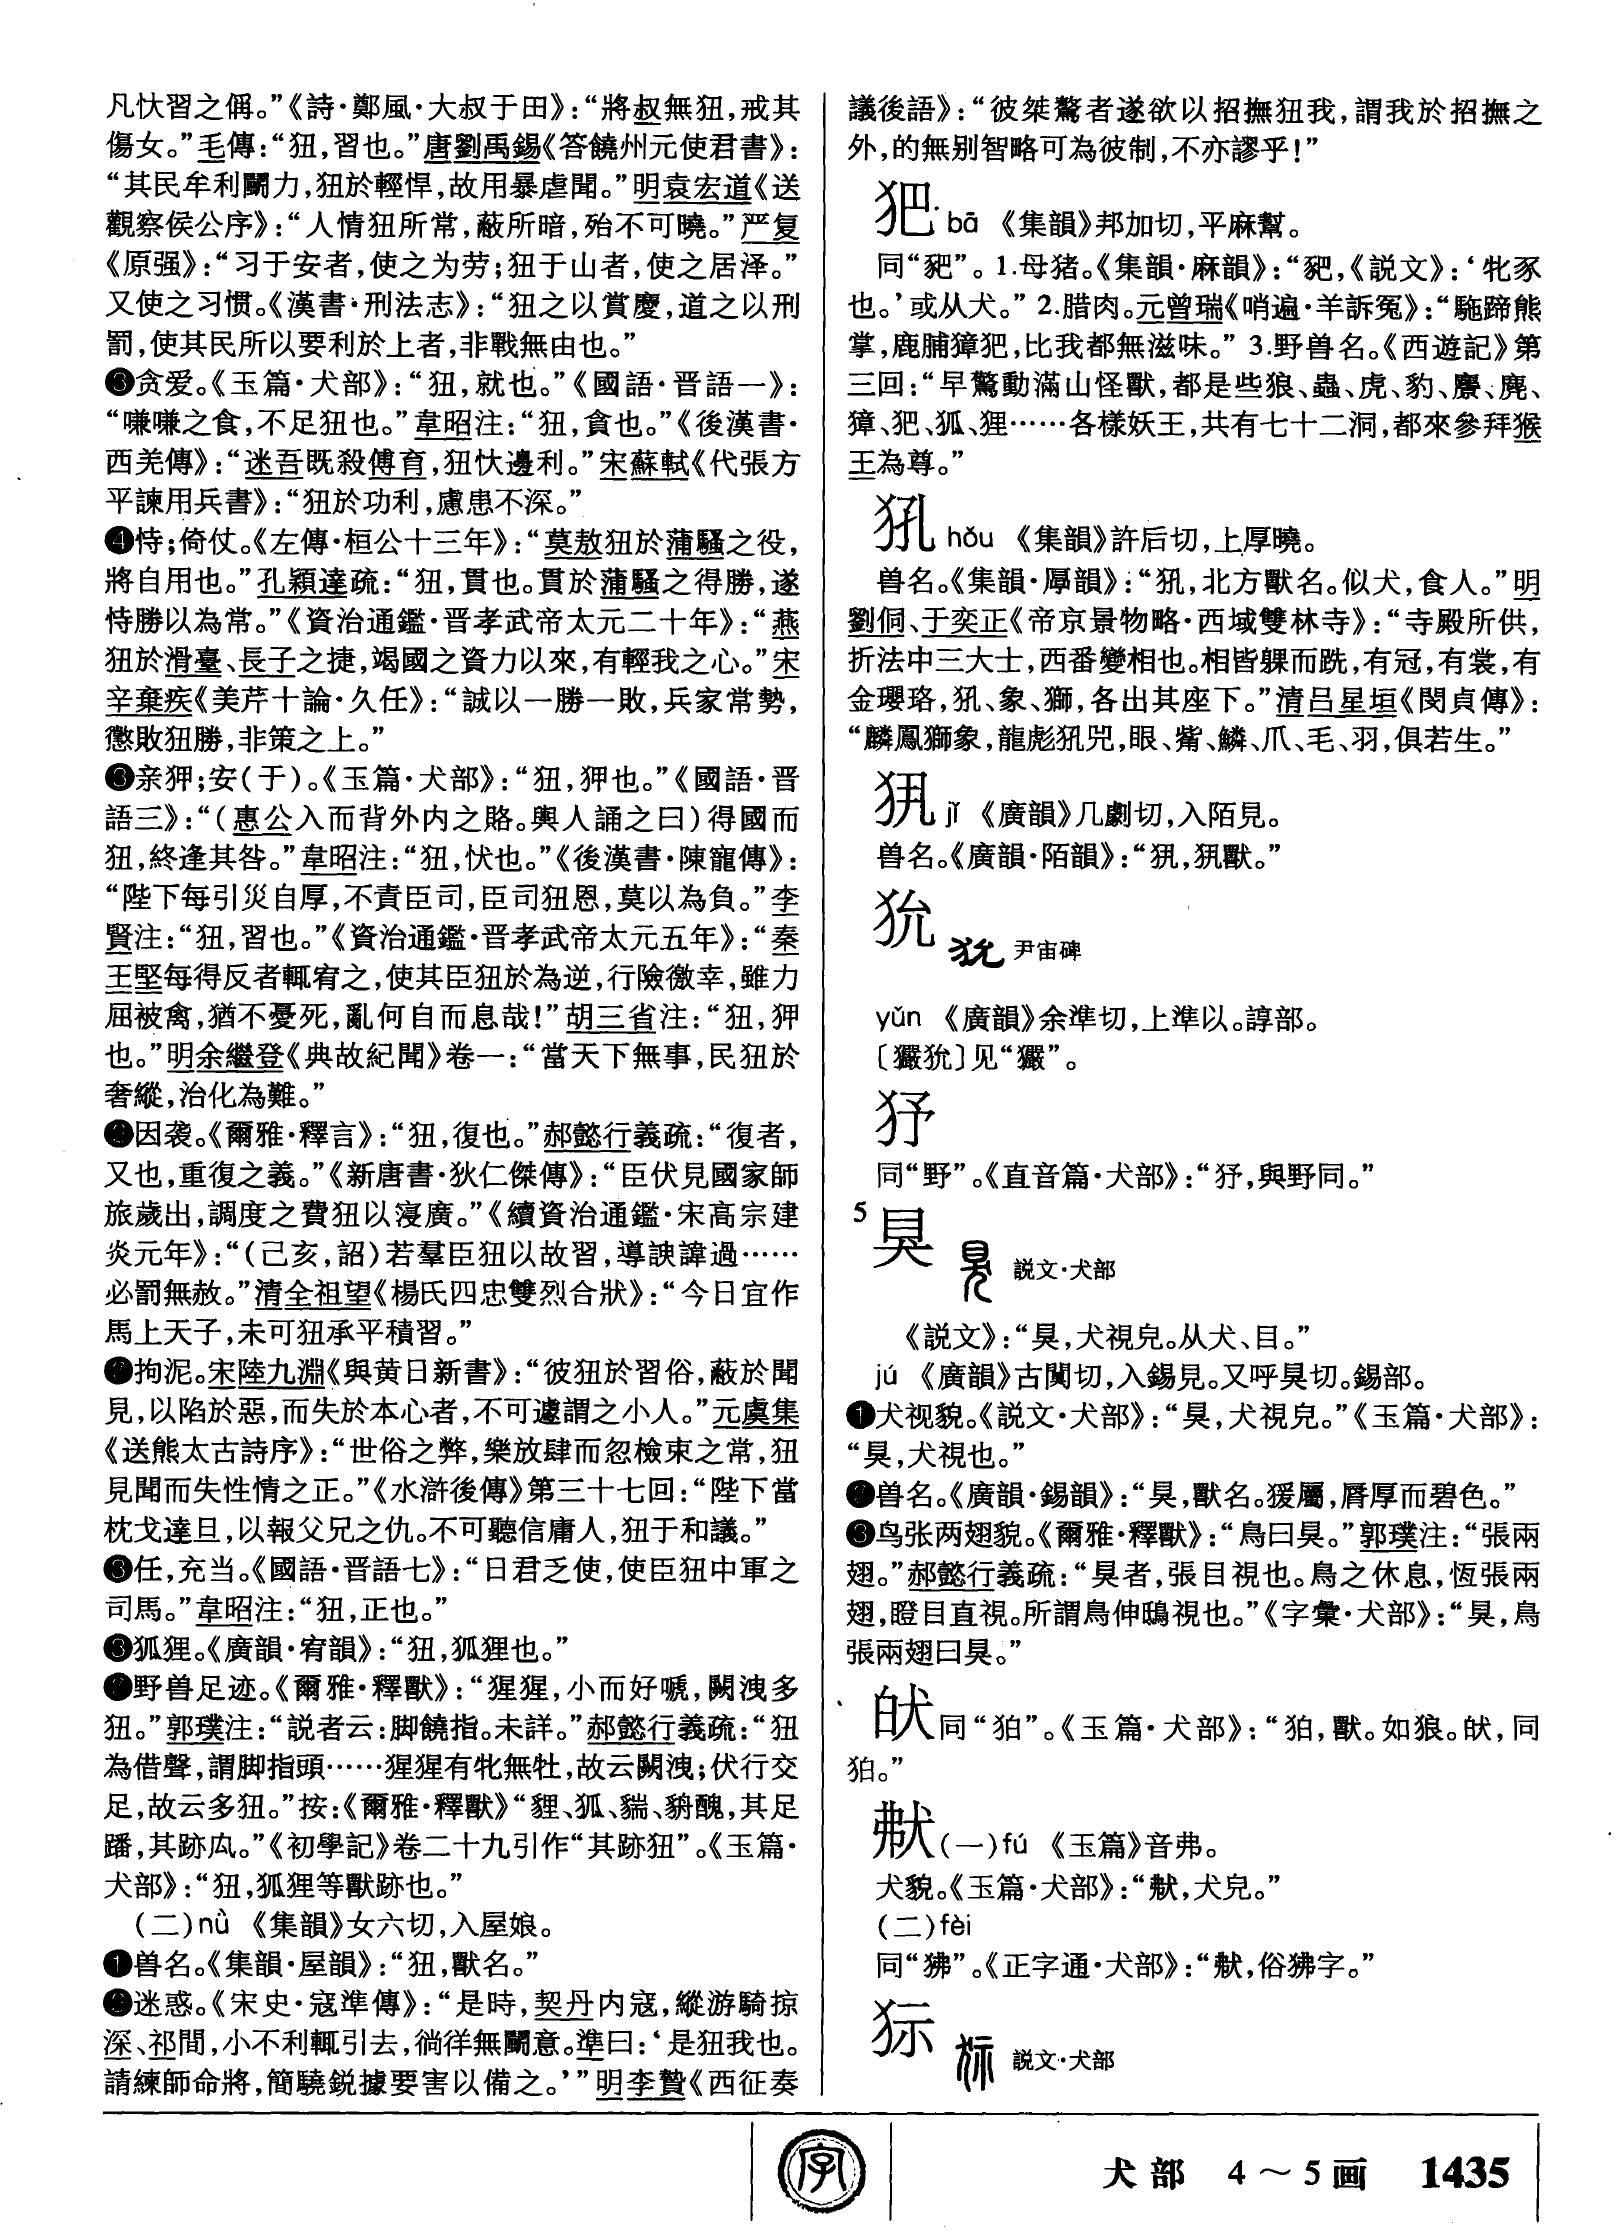 凡忕習之偁。”《詩·鄭風·大叔于田》：“將叔無狃，戒其
傷女。”毛傳：“狃，習也。”唐劉禹錫《答饒州元使君書》：
“其民牟利鬭力，狃於輕悍，故用暴虐聞。”明袁宏道《送
觀察侯公序》：“人情狃所常，蔽所暗，殆不可曉。”严复
《原强》：“习于安者，使之为劳；狃于山者，使之居泽。”
又使之习惯。《漢書·刑法志》：“狃之以賞慶，道之以刑
罰，使其民所以要利於上者，非戰無由也。”
❸贪爱。《玉篇·犬部》：“狃，就也。”《國語·晋語一》：
“嗛嗛之食，不足狃也。”韋昭注：“狃，貪也。”《後漢書·
西羌傳》：“迷吾既殺傅育，狃忕邊利。”宋蘇軾《代張方
平諫用兵書》：“狃於功利，慮患不深。”
❹恃；倚仗。《左傳·桓公十三年》：“莫敖狃於蒲騷之役，
將自用也。”孔穎達疏：“狃，貫也。貫於蒲騷之得勝，遂
恃勝以為常。”《資治通鑑·晋孝武帝太元二十年》：“燕
狃於滑臺、長子之捷，竭國之資力以來，有輕我之心。”宋
辛棄疾《美芹十論·久任》：“誠以一勝一敗，兵家常勢，
懲敗狃勝，非策之上。”
亲狎；安（于）。《玉篇·犬部》：“狃，狎也。”《國語·晋
語三》：“（惠公入而背外内之賂。輿人誦之曰）得國而
狃，終逢其咎。”韋昭注：“狃，忕也。”《後漢書·陳寵傳》：
“陛下每引災自厚，不責臣司，臣司狃恩，莫以為負。”李
賢注：“狃，習也。”《資治通鑑·晋孝武帝太元五年》：“秦
王堅每得反者輒宥之，使其臣狃於為逆，行險徼幸，雖力
屈被禽，猶不憂死，亂何自而息哉！”胡三省注：“狃，狎
也。”明余繼登《典故紀聞》卷一：“當天下無事，民狃於
奢縱，治化為難。”
因袭。《爾雅·釋言》：“狃，復也。”郝懿行義疏：“復者，
又也，重復之義。”《新唐書·狄仁傑傳》：“臣伏見國家師
旅歲出，調度之費狃以寖廣。”《續資治通鑑·宋高宗建
炎元年》：“（己亥，詔）若羣臣狃以故習，導諛諱過……
必罰無赦。”清全祖望《楊氏四忠雙烈合狀》：“今日宜作
馬上天子，未可狃承平積習。”
拘泥。宋陸九淵《與黄日新書》：“彼狃於習俗，蔽於聞
見，以陷於惡，而失於本心者，不可遽謂之小人。”元虞集
《送熊太古詩序》：“世俗之弊，樂放肆而忽檢束之常，狃
見聞而失性情之正。”《水滸後傳》第三十七回：“陛下當
枕戈達旦，以報父兄之仇。不可聽信庸人，狃于和議。”
任，充当。《國語·晋語七》：“日君乏使，使臣狃中軍之
司馬。”韋昭注：“狃，正也。”
狐狸。《廣韻·宥韻》：“狃，狐狸也。”
野兽足迹。《爾雅·釋獸》：“猩猩，小而好嗁，闕洩多
狃。”郭璞注：“説者云：脚饒指。未詳。”郝懿行義疏：“狃
為借聲，謂脚指頭……猩猩有牝無牡，故云闕洩；伏行交
足，故云多狃。”按：《爾雅·釋獸》“貍、狐、貒、貈醜，其足
蹯，其跡厹。”《初學記》卷二十九引作“其跡狃”。《玉篇·
犬部》：“狃，狐狸等獸跡也。”
（二）nǜ 《集韻》女六切，入屋娘。
❶兽名。《集韻·屋韻》：“狃，獸名。”
❷迷惑。《宋史·寇準傳》：“是時，契丹内寇，縱游騎掠
深、祁間，小不利輒引去，徜徉無鬭意。準曰：‘是狃我也。
請練師命將，簡驍鋭據要害以備之。’”明李贄《西征奏
議後語》：“彼桀驁者遂欲以招撫狃我，謂我於招撫之
外，的無别智略可為彼制，不亦謬乎！”
犯 bā 《集韻》邦加切，平麻幫。
同“豝”。1.母猪。《集韻·麻韻》：“豝，《説文》：‘牝豕
也。’或从犬。” 2.腊肉。元曾瑞《哨遍·羊訴冤》：“駞蹄熊
掌，鹿脯獐犯，比我都無滋味。” 3.野兽名。《西遊記》第
三回：“早驚動滿山怪獸，都是些狼、蟲、虎、豹、麖、麂、
獐、犯、狐、狸……各樣妖王，共有七十二洞，都來參拜猴
王為尊。”
犼 hǒu 《集韻》許后切，上厚曉。
兽名。《集韻·厚韻》：“犼，北方獸名。似犬，食人。”明
劉侗、于奕正《帝京景物略·西域雙林寺》：“寺殿所供，
折法中三大士，西番變相也。相皆躶而跣，有冠，有裳，有
金瓔珞，犼、象、獅，各出其座下。”清吕星垣《閔貞傳》：
“麟鳳獅象，龍彪犼兕，眼、觜、鱗、爪、毛、羽，俱若生。”
㹟 jǐ 《廣韻》几劇切，入陌見。
兽名。《廣韻·陌韻》：“㹟，㹟獸。”
狁 尹宙碑
yǔn 《廣韻》余準切，上準以。諄部。
〔玁狁〕见“玁”。
㹞
同“野”。《直音篇·犬部》：“㹞，與野同。”
5
狊 説文·犬部
《説文》：“狊，犬視皃。从犬、目。”
jú 《廣韻》古闃切，入錫見。又呼狊切。錫部。
❶犬视貌。《説文·犬部》：“狊，犬視皃。”《玉篇·犬部》：
“狊，犬視也。”
❷兽名。《廣韻·錫韻》：“狊，獸名。猨屬，脣厚而碧色。”
❸鸟张两翅貌。《爾雅·釋獸》：“鳥曰狊。”郭璞注：“張兩
翅。”郝懿行義疏：“狊者，張目視也。鳥之休息，恆張兩
翅，瞪目直視。所謂鳥伸鴟視也。”《字彙·犬部》：“狊，鳥
張兩翅曰狊。”
同“狛”。《玉篇·犬部》：“狛，獸。如狼。同
狛。”
（一）fú 《玉篇》音弗。
犬貌。《玉篇·犬部》：“犬皃。”
（二）fèi
同“狒”。《正字通·犬部》：“俗狒字。”
狋 説文·犬部
字
犬部 4～5画 1435